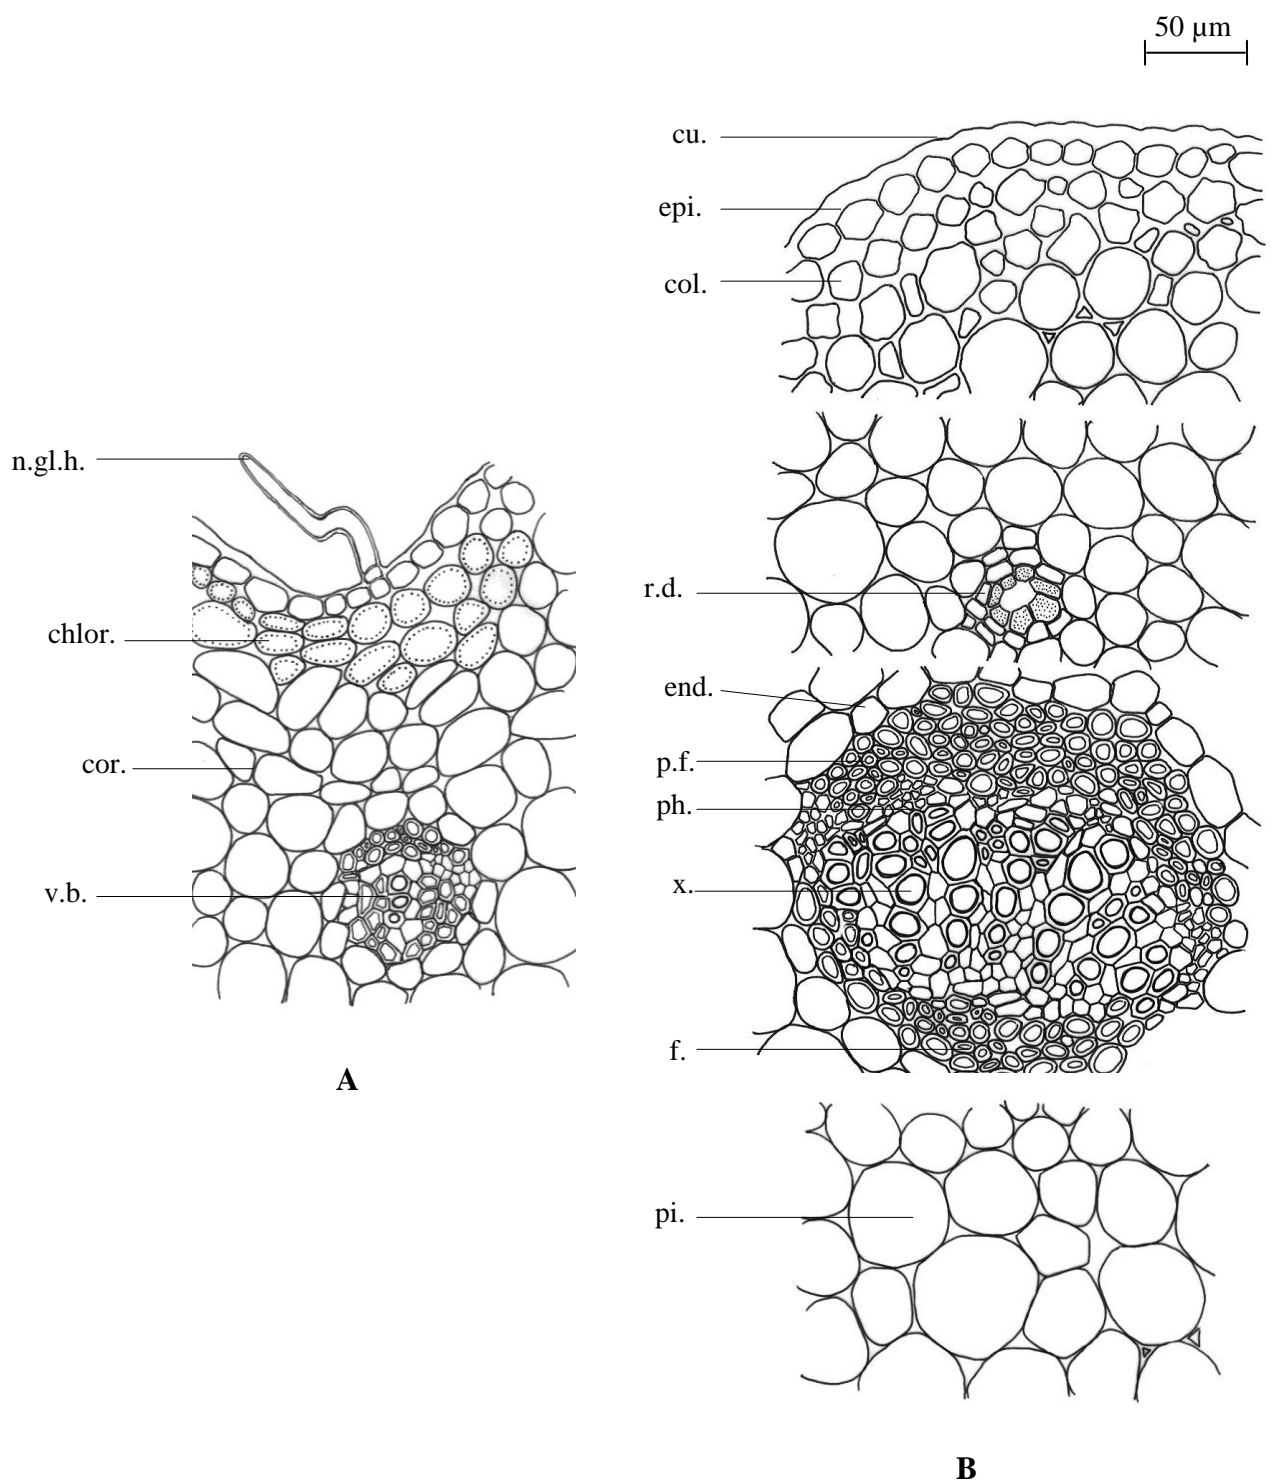 50 µm
cu.
epi.
col.
n.gl.h.
r.d.
chlor.
end.
cor.
p.f.
ph.
v.b.
x.
f.
A
pi.
B